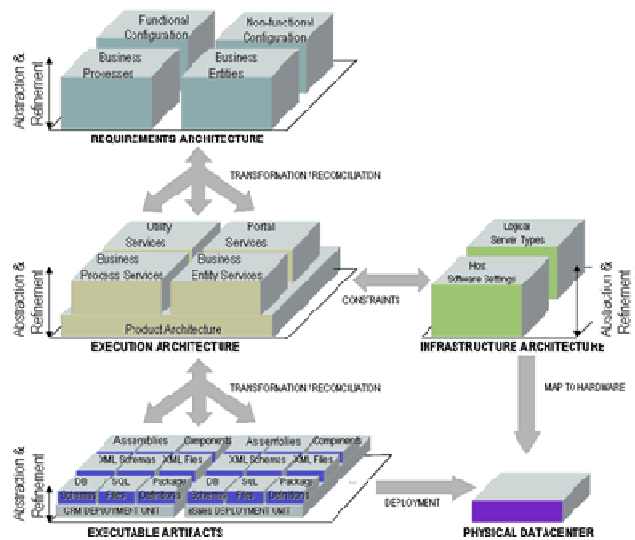 Functional
Configuration
Non-functional
Configuration
Business
Processes
Business
Entities
Abstraction &
Refinement
REQUIREMENTS ARCHITECTURE
TRANSFORMATION / RECONCILIATION
Utility
Services
Portal
Services
Business
Process Services
Business
Entity Services
Product Architecture
Abstraction &
Refinement
EXECUTION ARCHITECTURE
CONSTRAINTS
Logical
Server Types
Host
Software Settings
Abstraction &
Refinement
INFRASTRUCTURE ARCHITECTURE
TRANSFORMATION / RECONCILIATION
MAP TO HARDWARE
Assemblies
Components
Assemblies
Components
XML Schemas
XML Files
XML Schemas
XML Files
DB
Schemas
SQL
Files
Package
Definitions
DB
Schemas
SQL
Files
Package
Definitions
...
CRM DEPLOYMENT UNIT
eSales DEPLOYMENT UNIT
Abstraction &
Refinement
EXECUTABLE ARTIFACTS
DEPLOYMENT
PHYSICAL DATACENTER